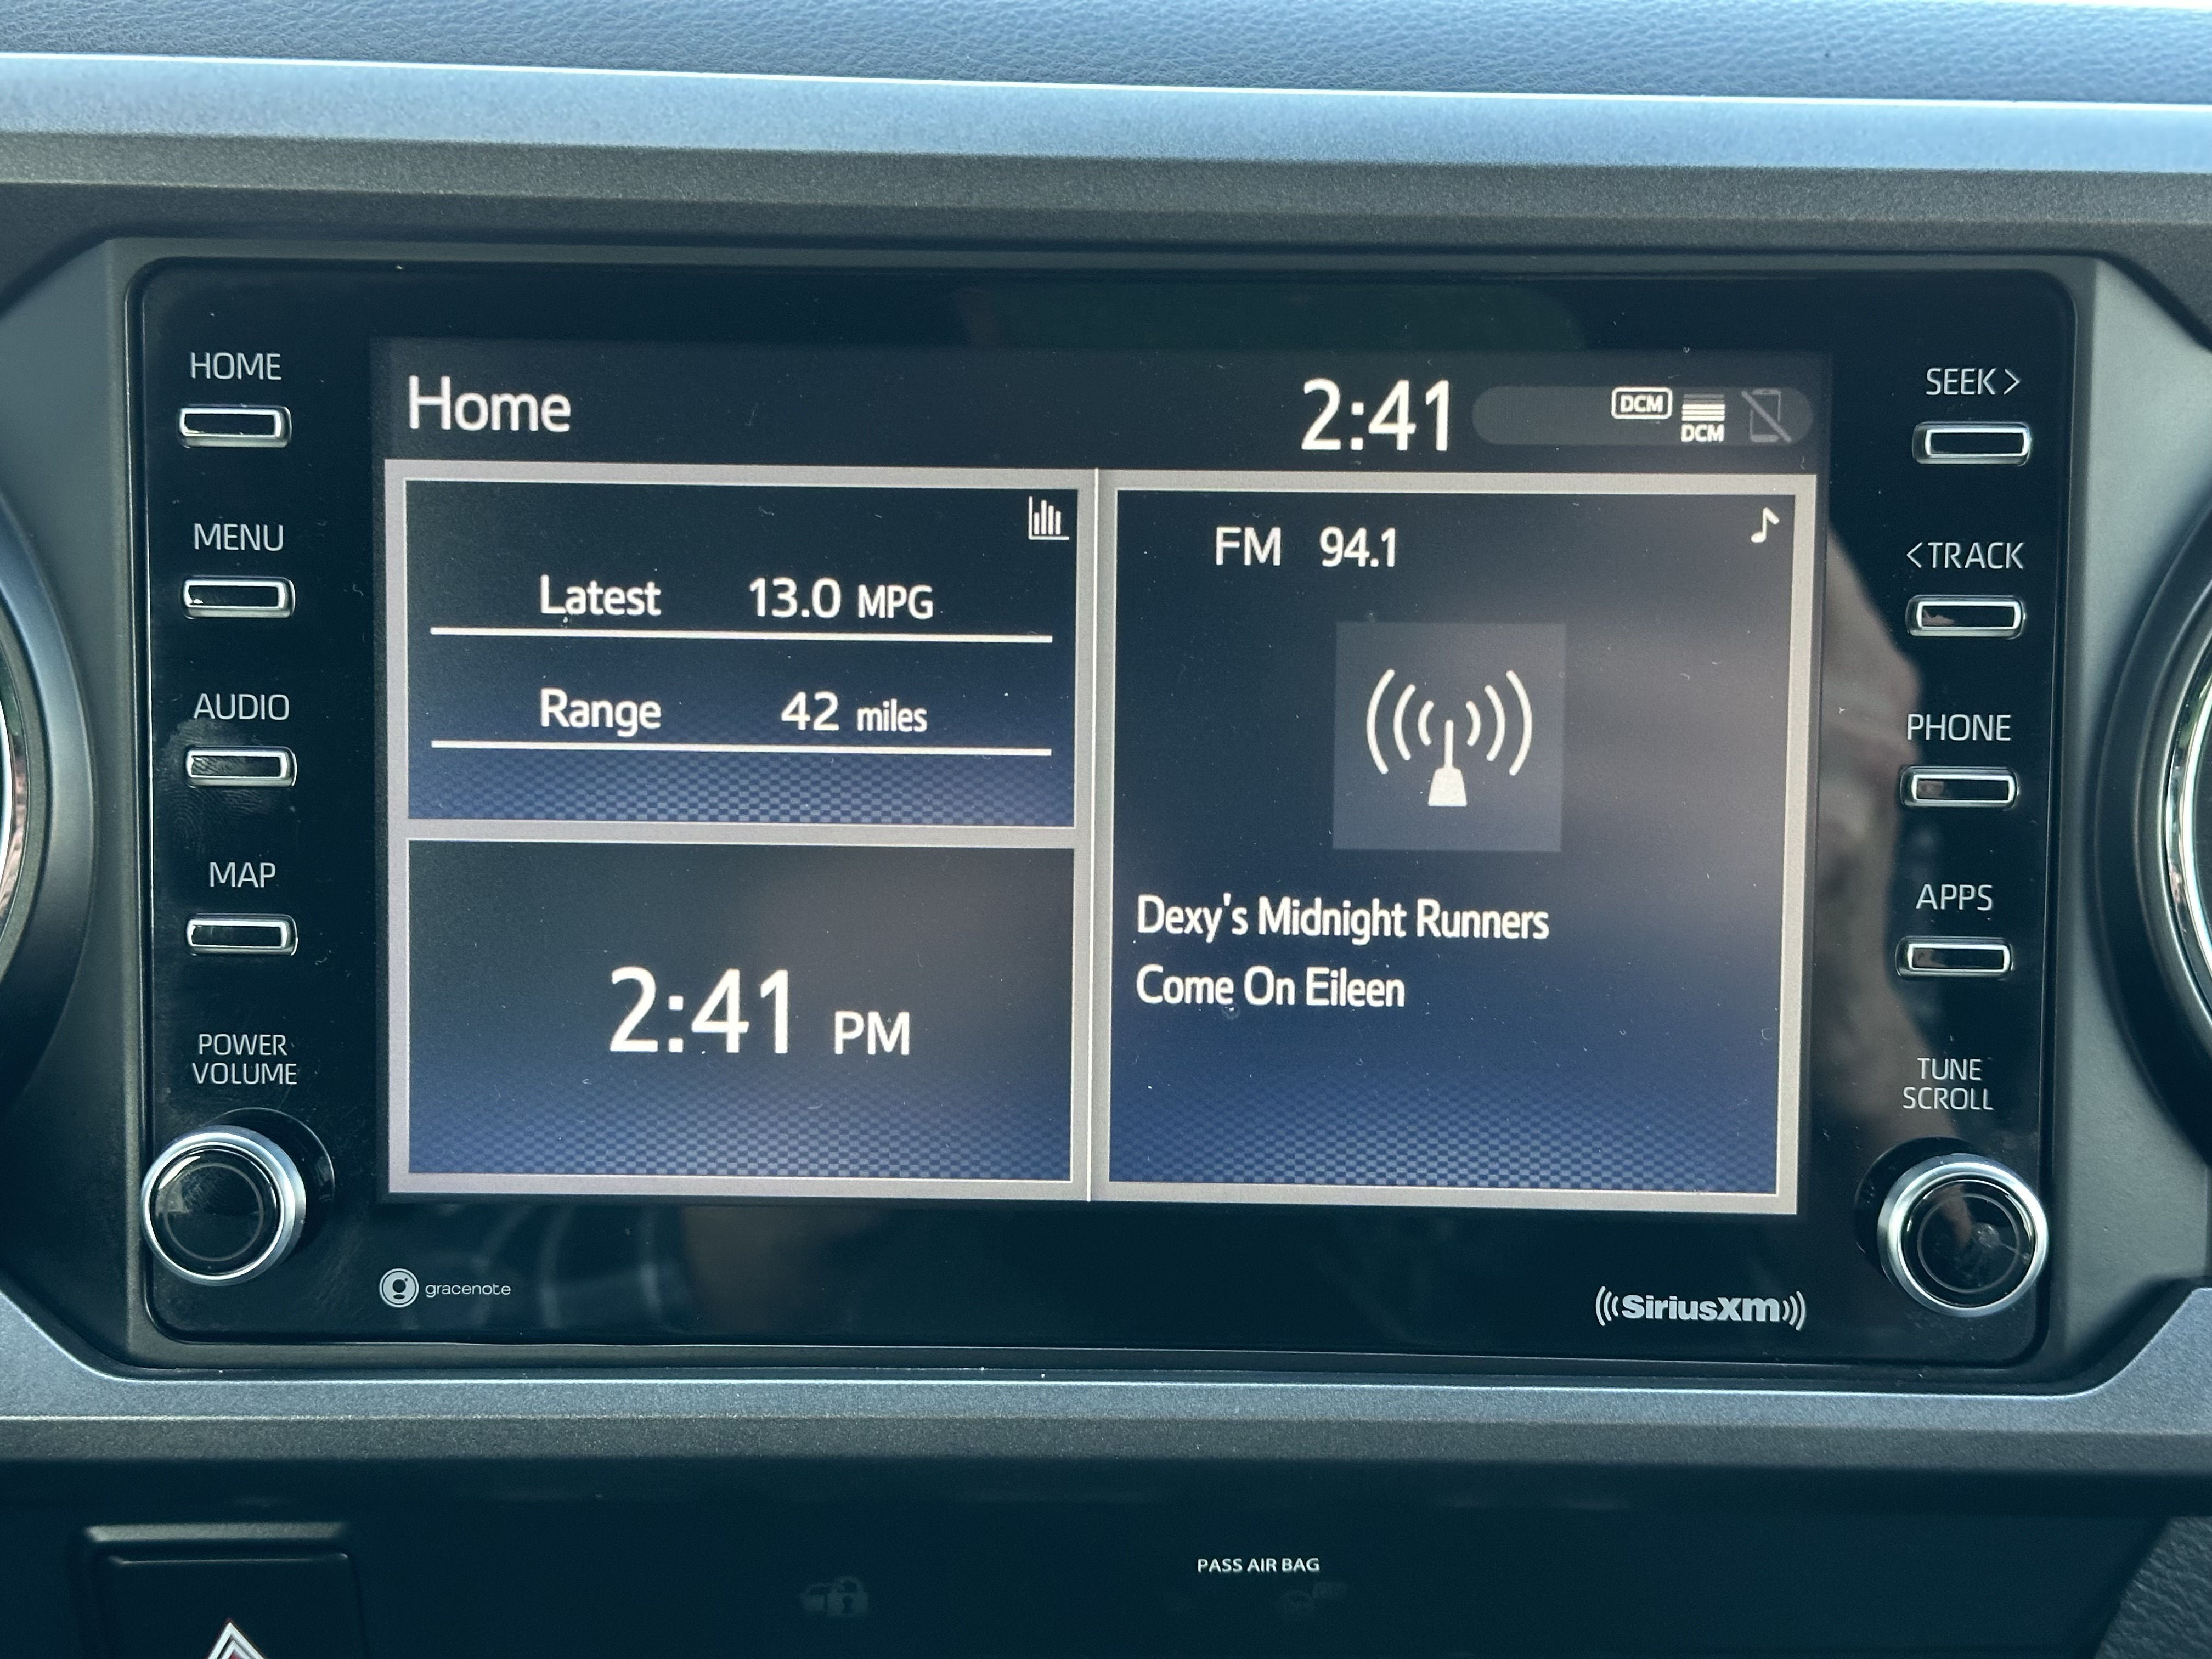 HOME
MENU
AUDIO
MAP
POWER
VOLUME
Home
2:41
DCM
DCM
Latest 13.0 MPG
Range 42 miles
2:41 PM
FM 94.1
Dexy's Midnight Runners
Come On Eileen
SEEK >
< TRACK
PHONE
APPS
TUNE
SCROLL
gracenote
SiriusXM
PASS AIR BAG